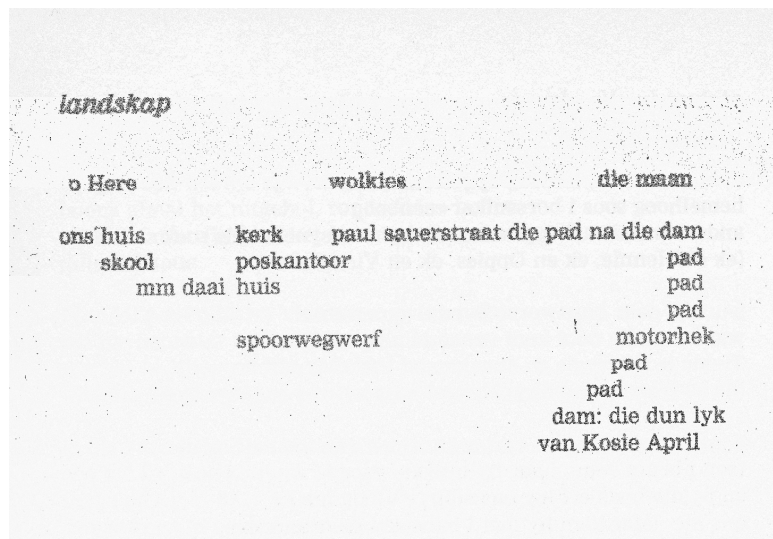 landskap
o Here wolkies die maan
ons huis kerk paul sauerstraat die pad na die dam
skool poskantoor pad
mm daai huis pad
pad
spoorwegwerf motorhek
pad
pad
dam: die dun lyk
van Kosie April